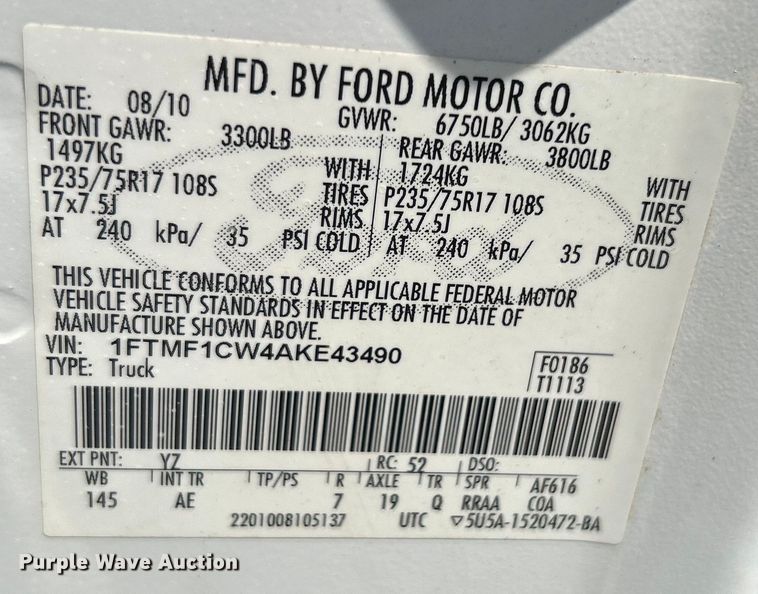 MFD. BY FORD MOTOR CO.
DATE: 08/10 GVWR: 6750LB/ 3062KG
FRONT GAWR: 3300LB REAR GAWR: 3800LB
1497KG WITH 1724KG WITH
P235/75R17 108S TIRES P235/75R17 108S TIRES
17x7.5J RIMS 17x7.5J RIMS
AT 240 kPa/ 35 PSI COLD AT 240 kPa/ 35 PSI COLD
Ford
THIS VEHICLE CONFORMS TO ALL APPLICABLE FEDERAL MOTOR
VEHICLE SAFETY STANDARDS IN EFFECT ON THE DATE OF
MANUFACTURE SHOWN ABOVE.
VIN: 1FTMF1CW4AKE43490
TYPE: Truck
F0186
T1113
EXT PNT: YZ RC: 52 DSO:
WB INT TR TP/PS R AXLE TR SPR AF616
145 AE 7 19 Q RRAA COA
2201008105137 UTC ▽5U5A-1520472-BA
Purple Wave Auction